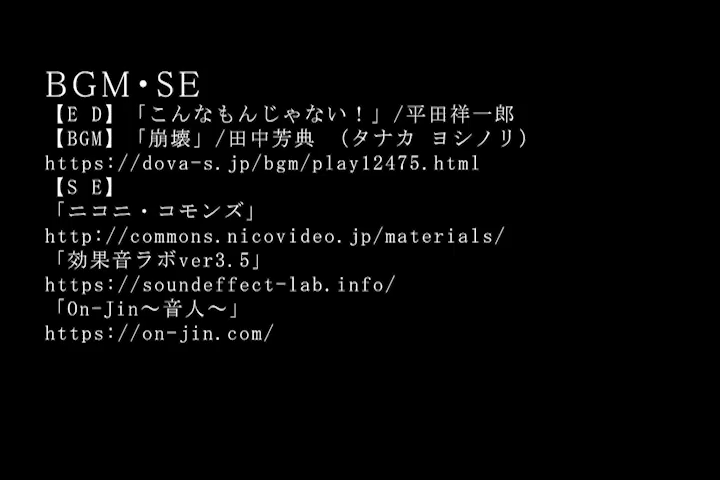 BGM・SE
【E D】「こんなもんじゃない！」/平田祥一郎
【BGM】「崩壊」/田中芳典 (タナカ ヨシノリ)
https://dova-s.jp/bgm/play12475.html
【S E】
「ニコニ・コモンズ」
http://commons.nicovideo.jp/materials/
「効果音ラボver3.5」
https://soundeffect-lab.info/
「On-Jin～音人～」
https://on-jin.com/